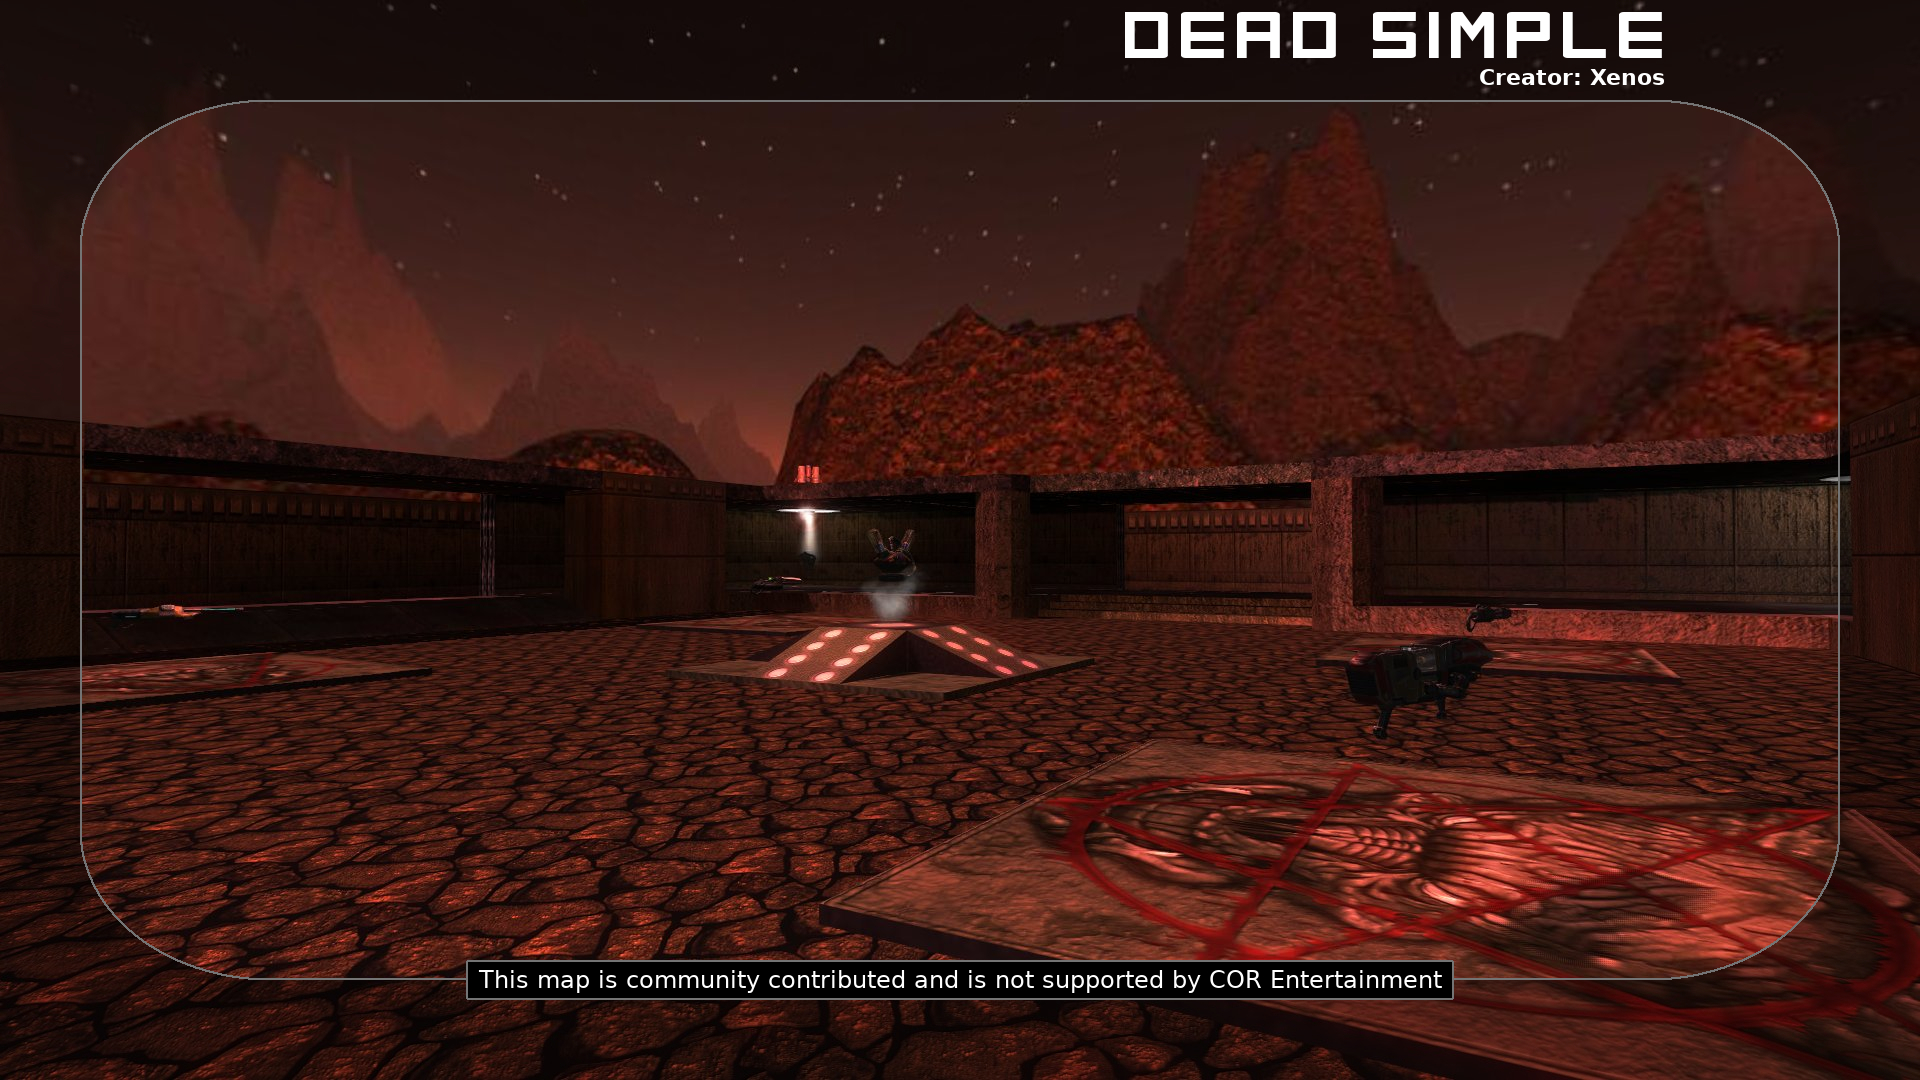 DEAD SIMPLE
Creator: Xenos
This map is community contributed and is not supported by COR Entertainment